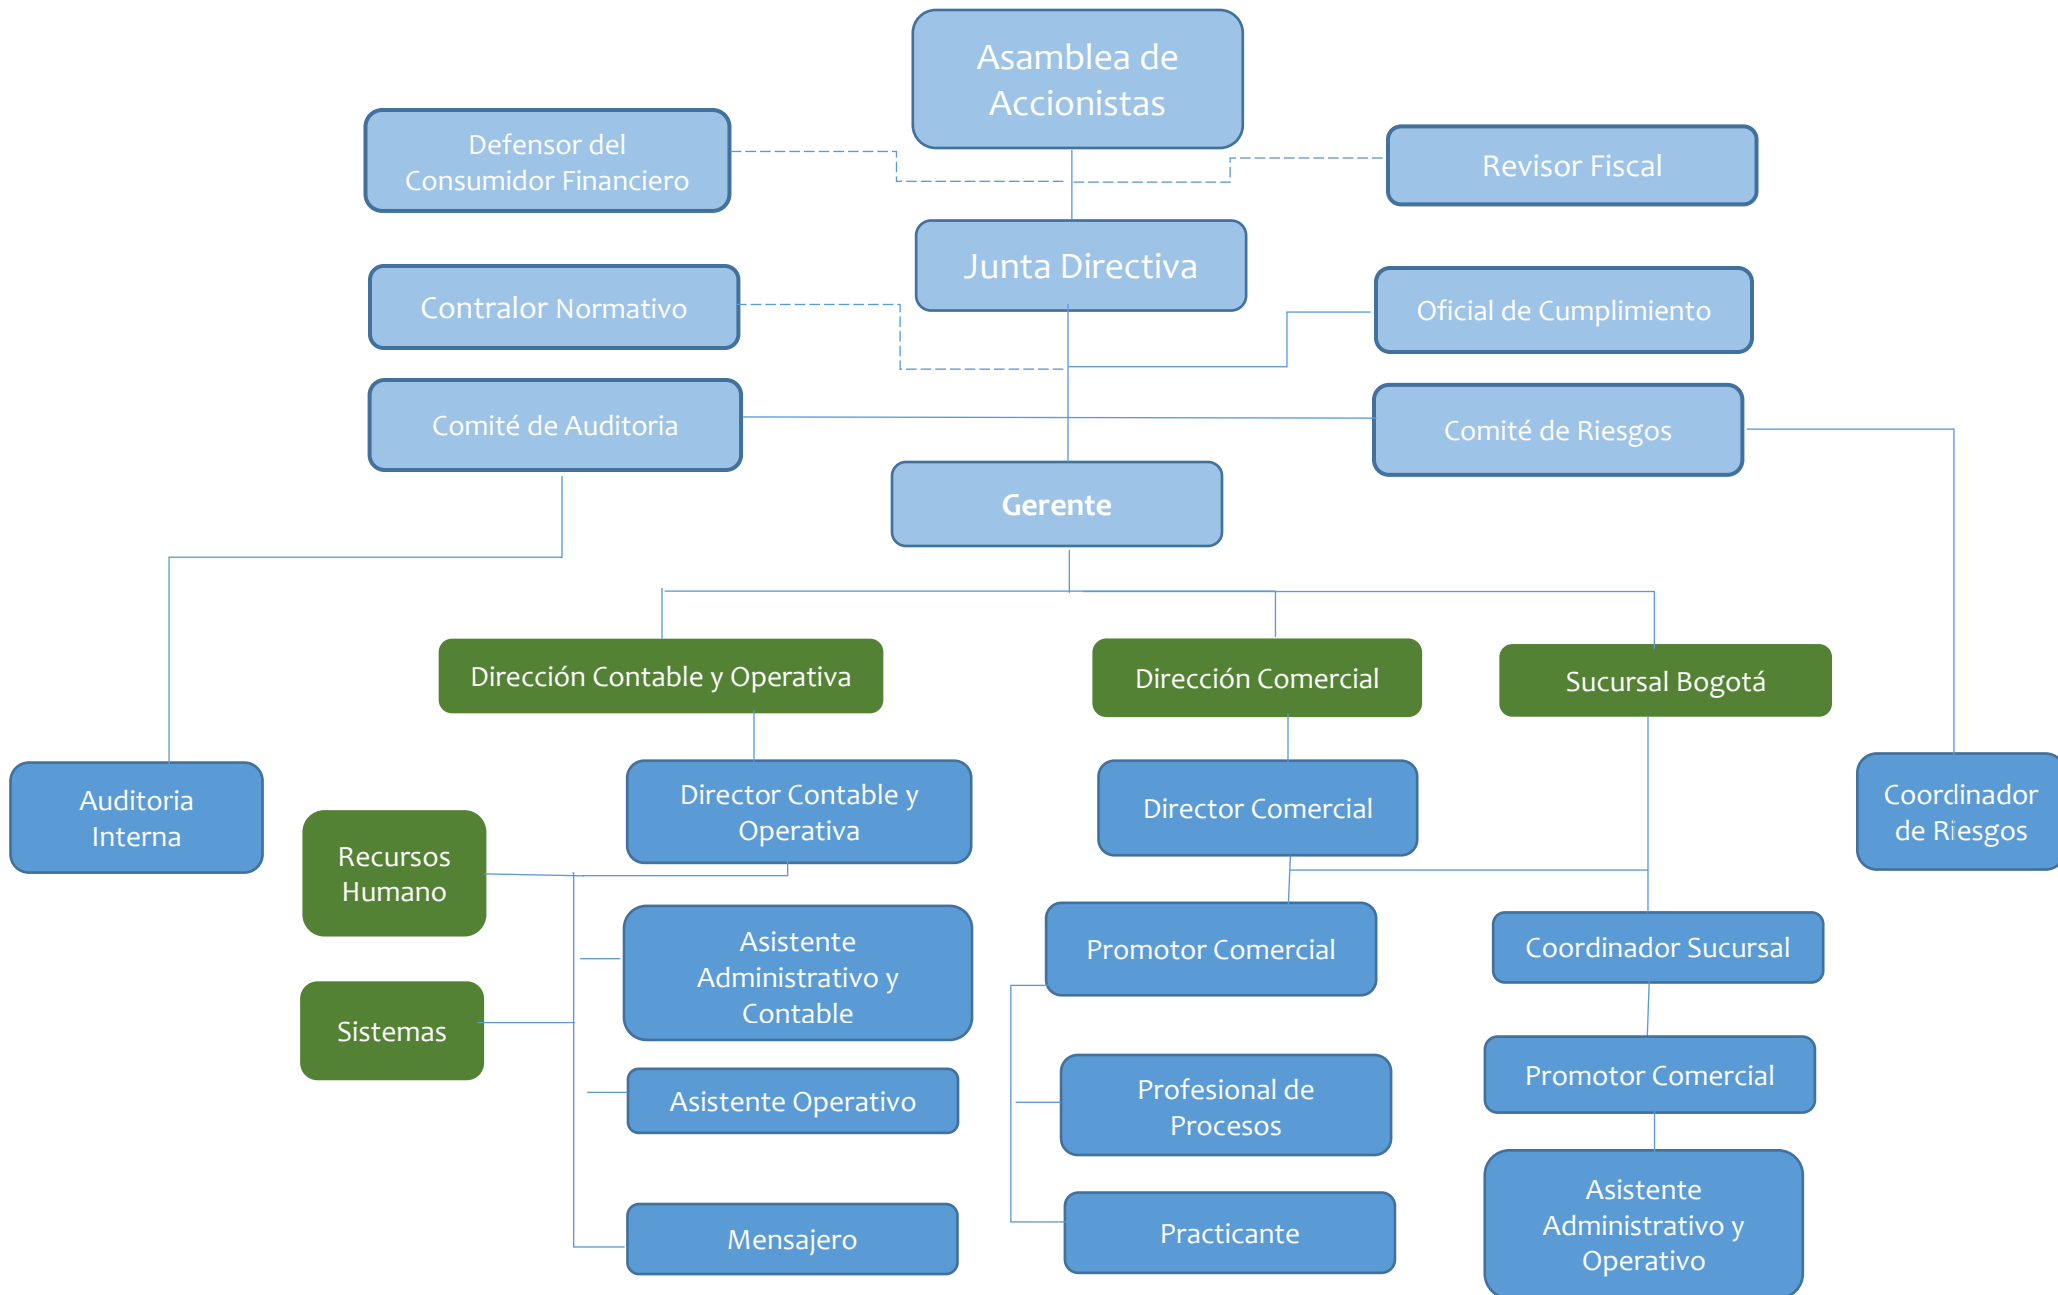 Asamblea de
Accionistas
Defensor del
Consumidor Financiero
Revisor Fiscal
Junta Directiva
Contralor Normativo
Oficial de Cumplimiento
Comité de Auditoria
Comité de Riesgos
Gerente
Dirección Contable y Operativa
Dirección Comercial
Sucursal Bogotá
Auditoria
Interna
Recursos
Humano
Director Contable y
Operativa
Director Comercial
Coordinador
de Riesgos
Asistente
Administrativo y
Contable
Promotor Comercial
Coordinador Sucursal
Sistemas
Asistente Operativo
Profesional de
Procesos
Promotor Comercial
Mensajero
Practicante
Asistente
Administrativo y
Operativo